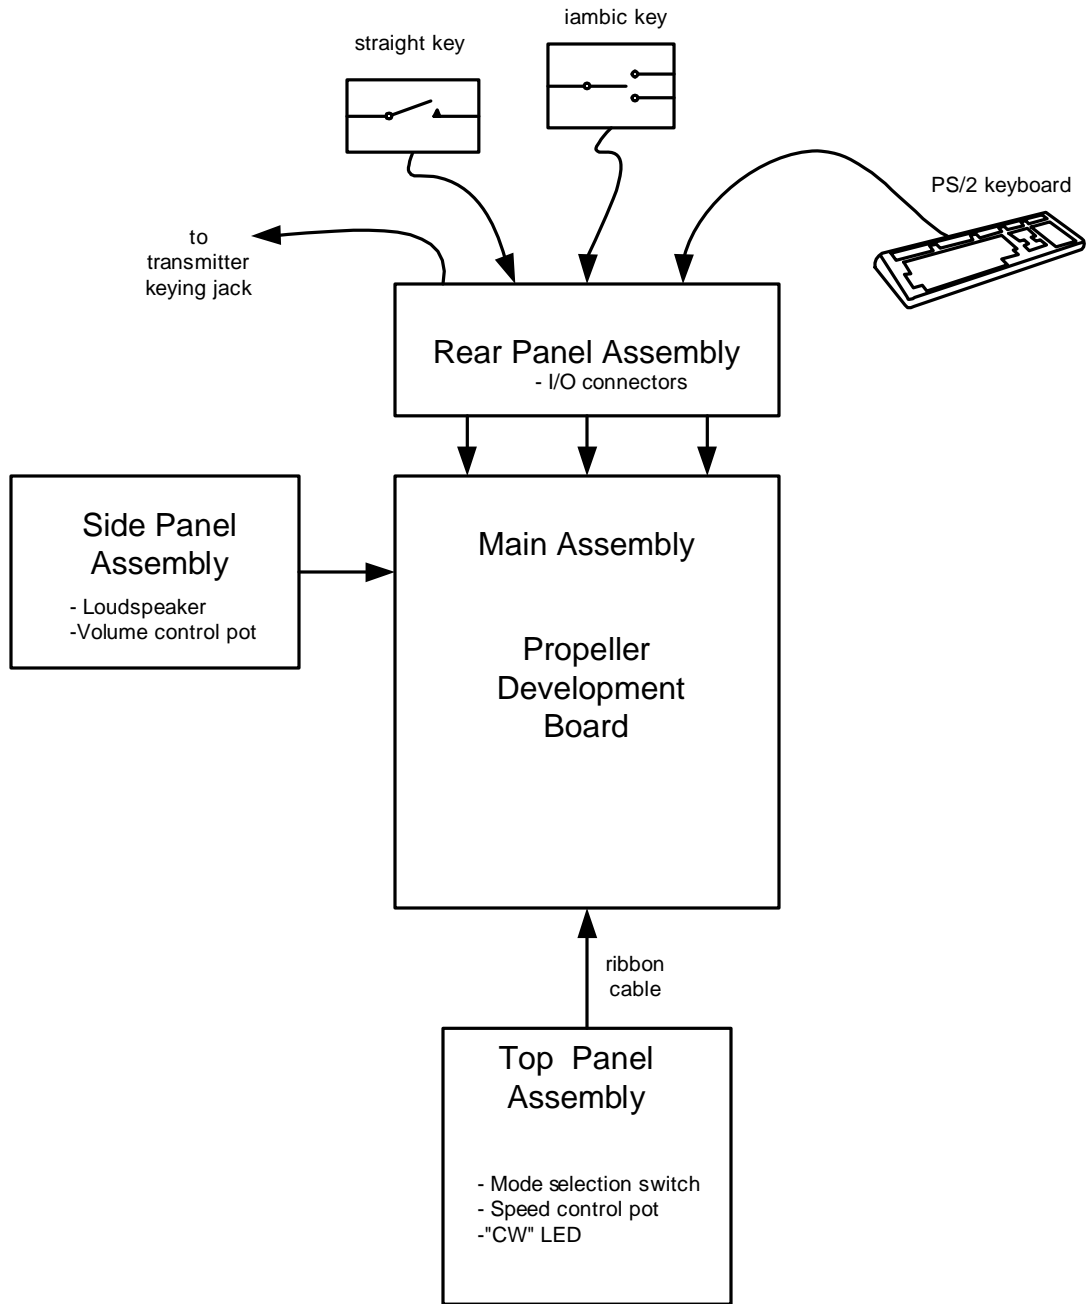 iambic key
straight key
PS/2 keyboard
to
transmitter
keying jack
Rear Panel Assembly
- I/O connectors
Side Panel
Assembly
- Loudspeaker
-Volume control pot
Main Assembly
Propeller
Development
Board
ribbon
cable
Top Panel
Assembly
- Mode selection switch
- Speed control pot
-"CW" LED